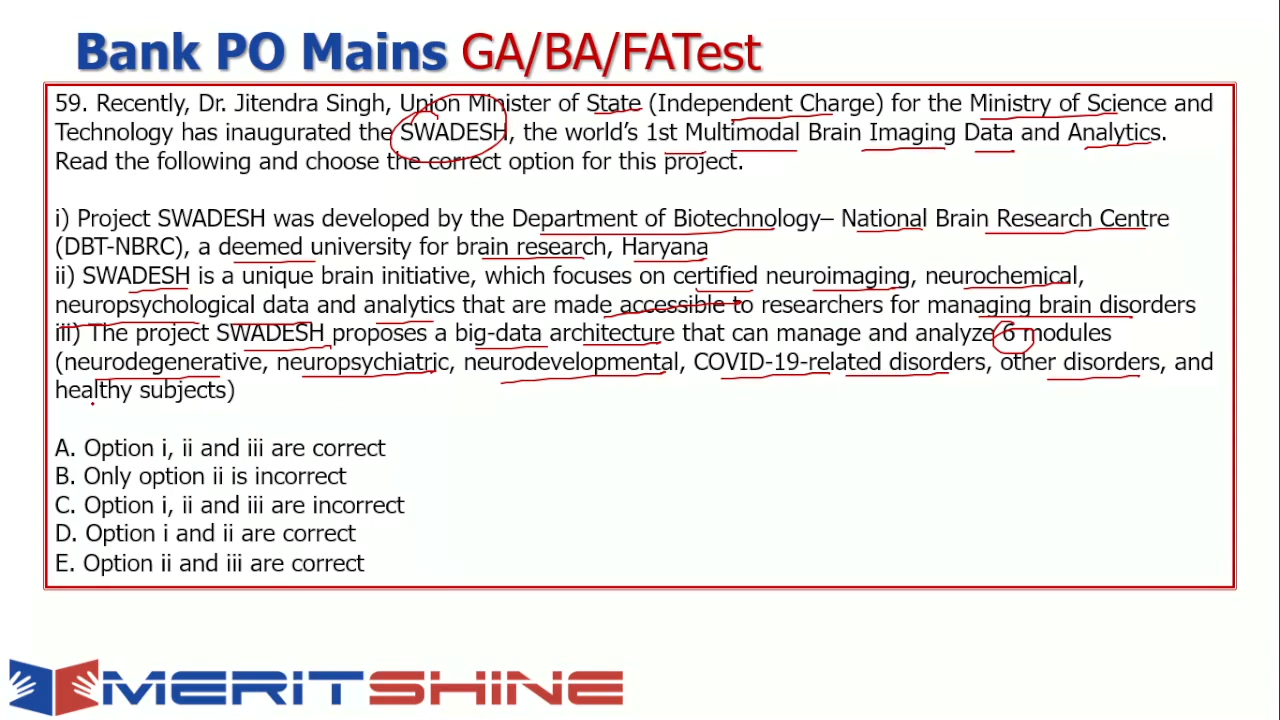 Bank PO Mains GA/BA/FATest
59. Recently, Dr. Jitendra Singh, Union Minister of State (Independent Charge) for the Ministry of Science and
Technology has inaugurated the SWADESH, the world's 1st Multimodal Brain Imaging Data and Analytics.
Read the following and choose the correct option for this project.
i) Project SWADESH was developed by the Department of Biotechnology– National Brain Research Centre
(DBT-NBRC), a deemed university for brain research, Haryana
ii) SWADESH is a unique brain initiative, which focuses on certified neuroimaging, neurochemical,
neuropsychological data and analytics that are made accessible to researchers for managing brain disorders
iii) The project SWADESH proposes a big-data architecture that can manage and analyze 6 modules
(neurodegenerative, neuropsychiatric, neurodevelopmental, COVID-19-related disorders, other disorders, and
healthy subjects)
A. Option i, ii and iii are correct
B. Only option ii is incorrect
C. Option i, ii and iii are incorrect
D. Option i and ii are correct
E. Option ii and iii are correct
MERITSHINE